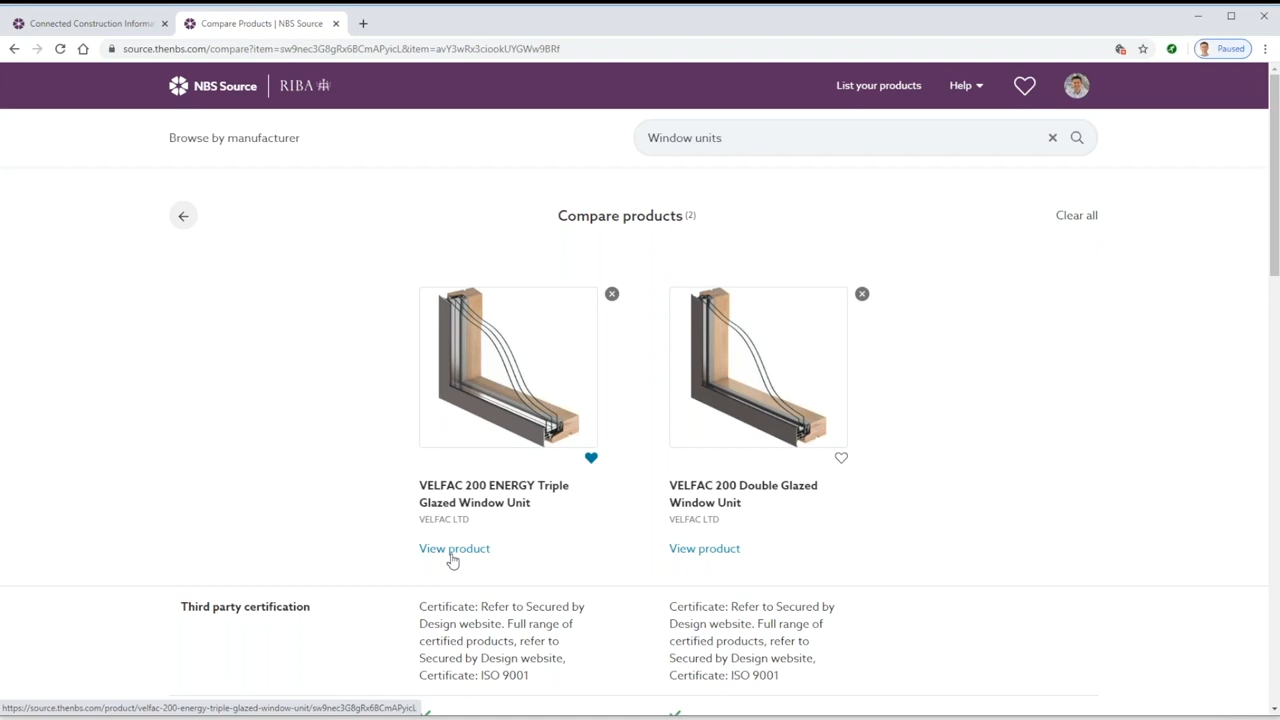 Connected Construction Informa
Compare Products | NBS Source
source.thenbs.com/compare?item=sw9nec3G8gRx6BCmAPyicL&item=avY3wRx3ciookUYGWw9BRf
Paused
NBS Source | RIBA
List your products
Help
Browse by manufacturer
Window units
Compare products (2)
Clear all
VELFAC 200 ENERGY Triple
Glazed Window Unit
VELFAC LTD
View product
VELFAC 200 Double Glazed
Window Unit
VELFAC LTD
View product
Third party certification
Certificate: Refer to Secured by
Design website. Full range of
certified products, refer to
Secured by Design website,
Certificate: ISO 9001
Certificate: Refer to Secured by
Design website. Full range of
certified products, refer to
Secured by Design website,
Certificate: ISO 9001
https://source.thenbs.com/product/velfac-200-energy-triple-glazed-window-unit/sw9nec3G8gRx6BCmAPyicL